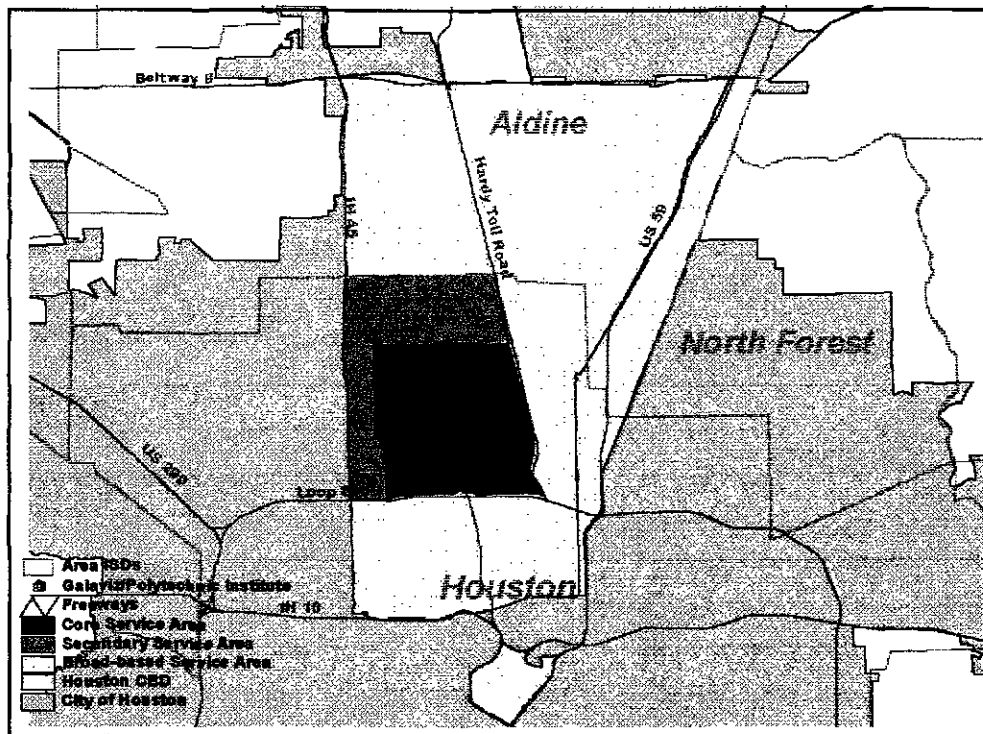 Beltway 8
Aldine
Hardy Toll Road
IH 45
US 59
North Forest
US 290
Loop
Houston
IH 10
Area ISDs
Polytechnic Institute
Freeways
Core Service Area
Secondary Service Area
Broad-based Service Area
Houston CBD
City of Houston